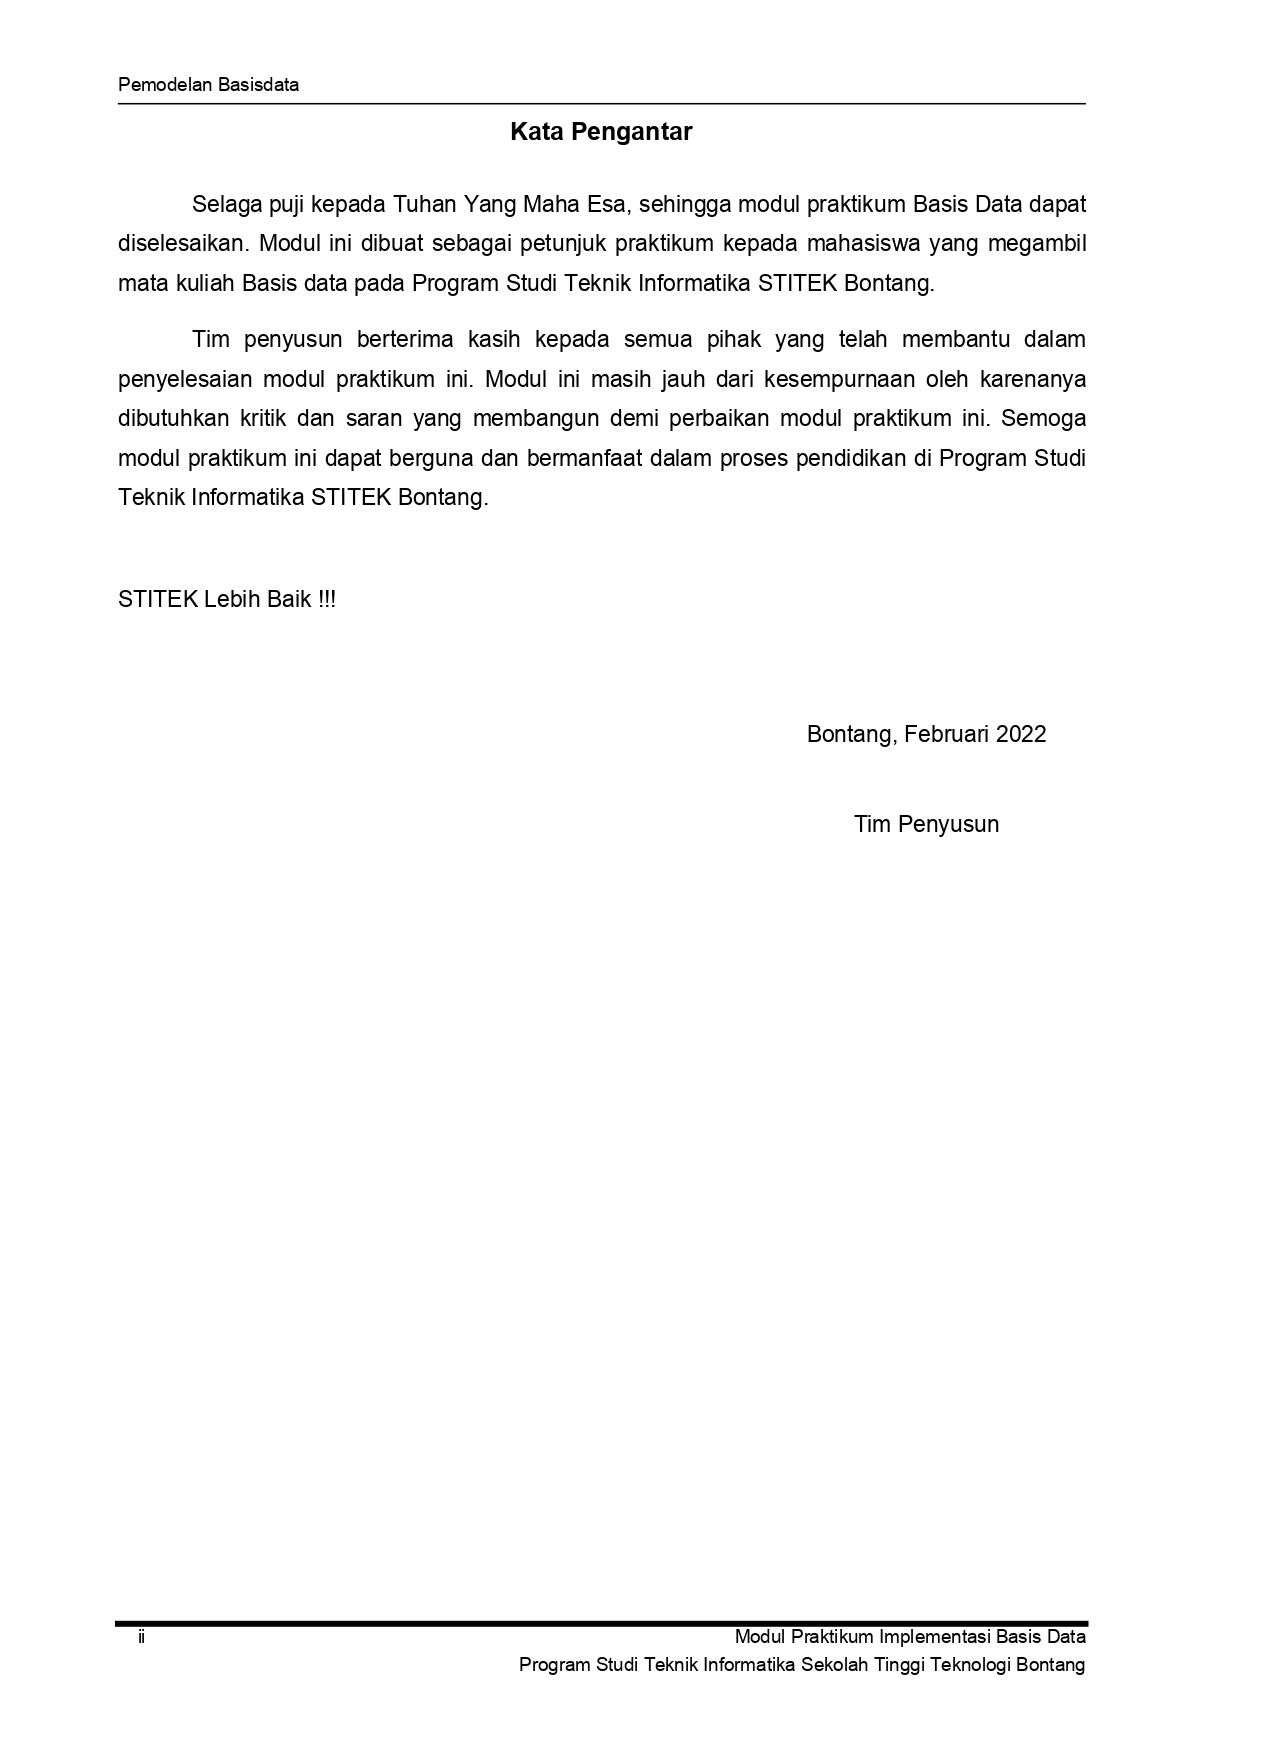 Pemodelan Basisdata
Kata Pengantar
Selaga puji kepada Tuhan Yang Maha Esa, sehingga modul praktikum Basis Data dapat
diselesaikan. Modul ini dibuat sebagai petunjuk praktikum kepada mahasiswa yang megambil
mata kuliah Basis data pada Program Studi Teknik Informatika STITEK Bontang.
Tim penyusun berterima kasih kepada semua pihak yang telah membantu dalam
penyelesaian modul praktikum ini. Modul ini masih jauh dari kesempurnaan oleh karenanya
dibutuhkan kritik dan saran yang membangun demi perbaikan modul praktikum ini. Semoga
modul praktikum ini dapat berguna dan bermanfaat dalam proses pendidikan di Program Studi
Teknik Informatika STITEK Bontang.
STITEK Lebih Baik !!!
Bontang, Februari 2022
Tim Penyusun
ii Modul Praktikum Implementasi Basis Data
Program Studi Teknik Informatika Sekolah Tinggi Teknologi Bontang